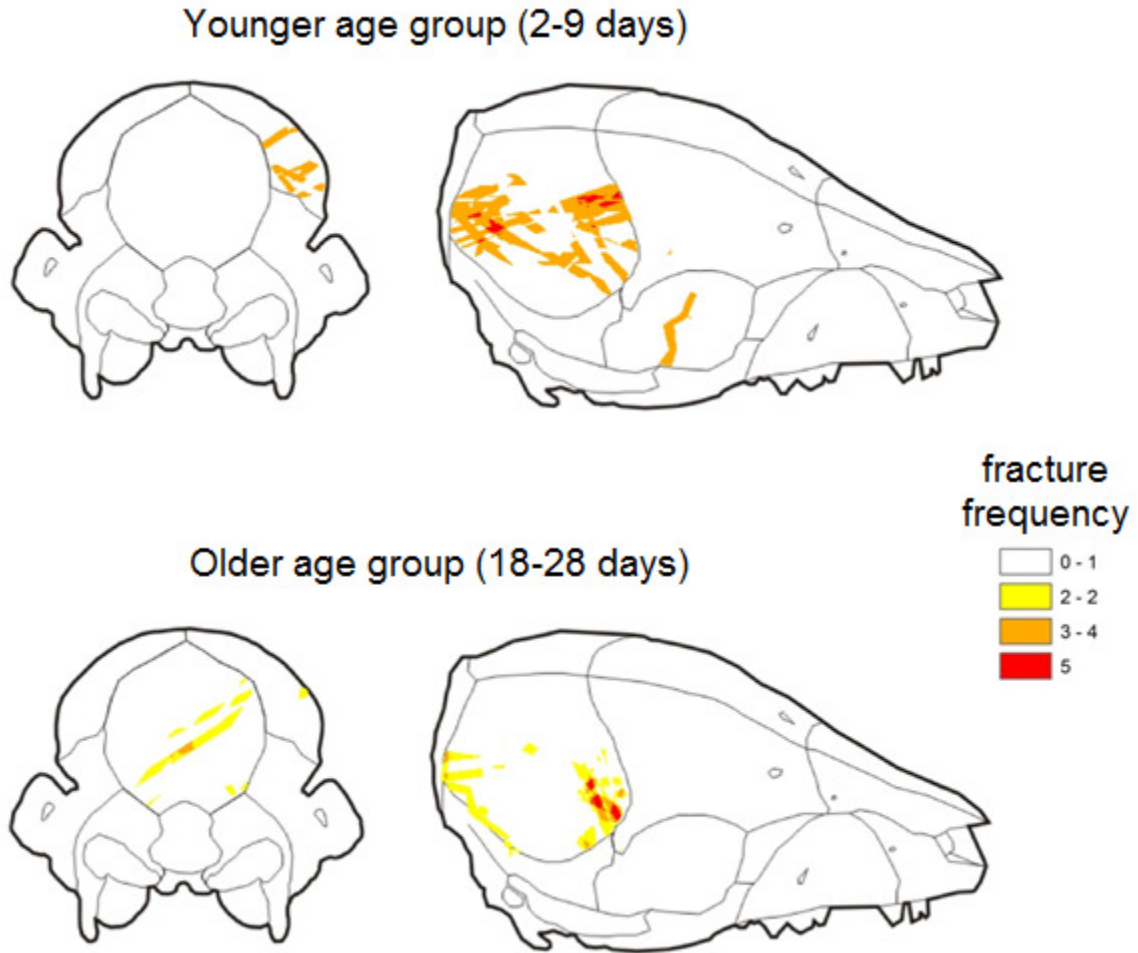 Younger age group (2-9 days)
fracture
frequency
0 - 1
2 - 2
3 - 4
5
Older age group (18-28 days)